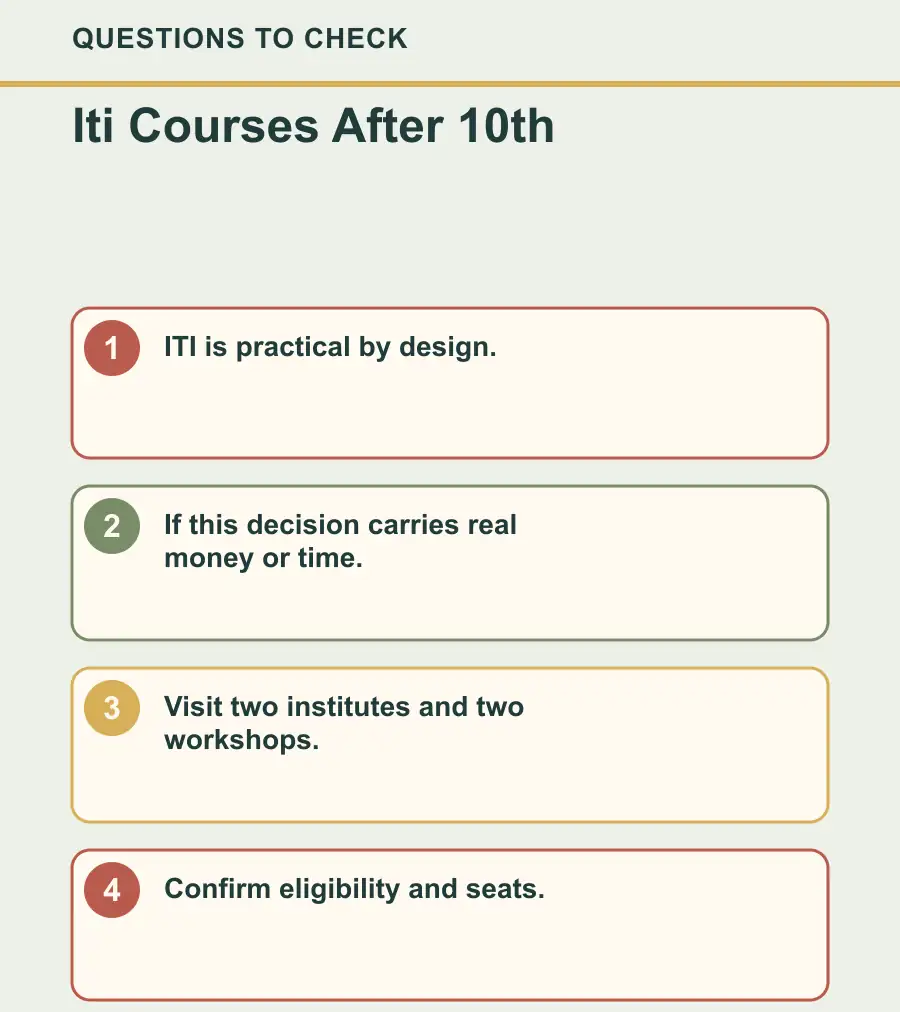 QUESTIONS TO CHECK
Iti Courses After 10th
1
ITI is practical by design.
2
If this decision carries real
money or time.
3
Visit two institutes and two
workshops.
4
Confirm eligibility and seats.